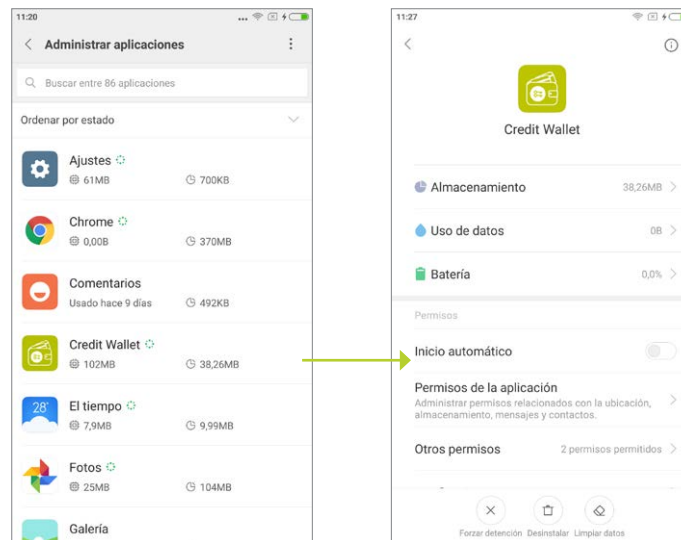 11:20
Administrar aplicaciones
Buscar entre 86 aplicaciones
Ordenar por estado
Ajustes
61MB 700KB
Chrome
0,00B 370MB
Comentarios
Usado hace 9 días 492KB
Credit Wallet
102MB 38,26MB
28°
El tiempo
7,9MB 9,99MB
Fotos
25MB 104MB
Galería
11:27
Credit Wallet
Almacenamiento 38,26MB
Uso de datos 0B
Batería 0,0%
Permisos
Inicio automático
Permisos de la aplicación
Administrar permisos relacionados con la ubicación,
almacenamiento, mensajes y contactos.
Otros permisos 2 permisos permitidos
Forzar detención Desinstalar Limpiar datos